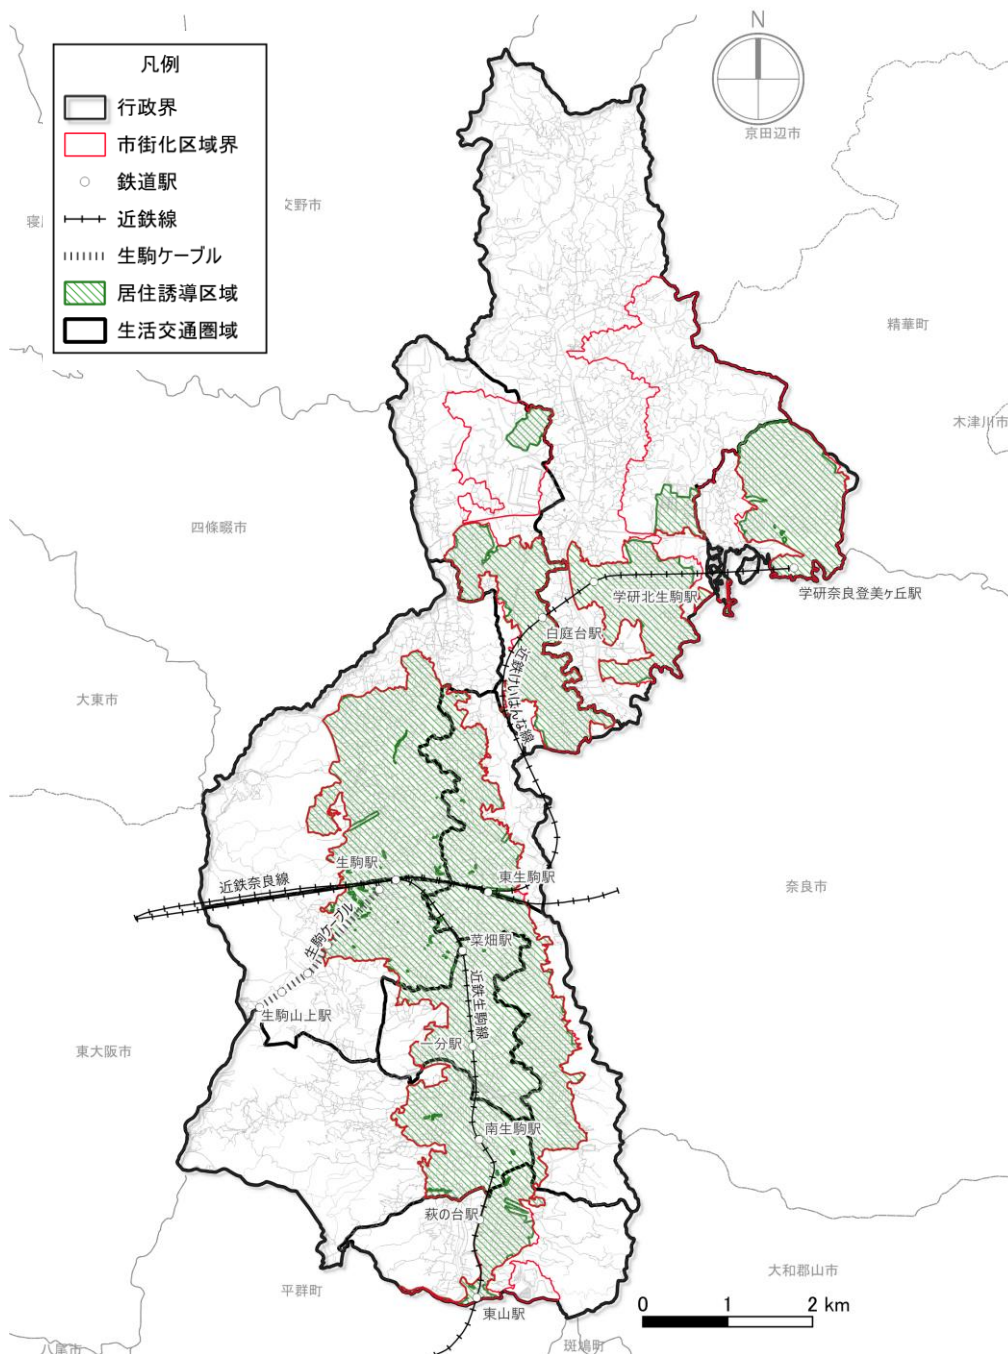 凡例
行政界
市街化区域界
鉄道駅
近鉄線
生駒ケーブル
居住誘導区域
生活交通圏域
N
京田辺市
交野市
寝
精華町
木津川市
四條畷市
学研奈良登美ヶ丘駅
学研北生駒駅
白庭台駅
近鉄けいはんな線
大東市
生駒駅
東生駒駅
近鉄奈良線
奈良市
生駒ケーブル
菜畑駅
近鉄生駒線
生駒山上駅
一分駅
東大阪市
南生駒駅
萩の台駅
大和郡山市
平群町
0 1 2 km
東山駅
斑鳩町
八尾市